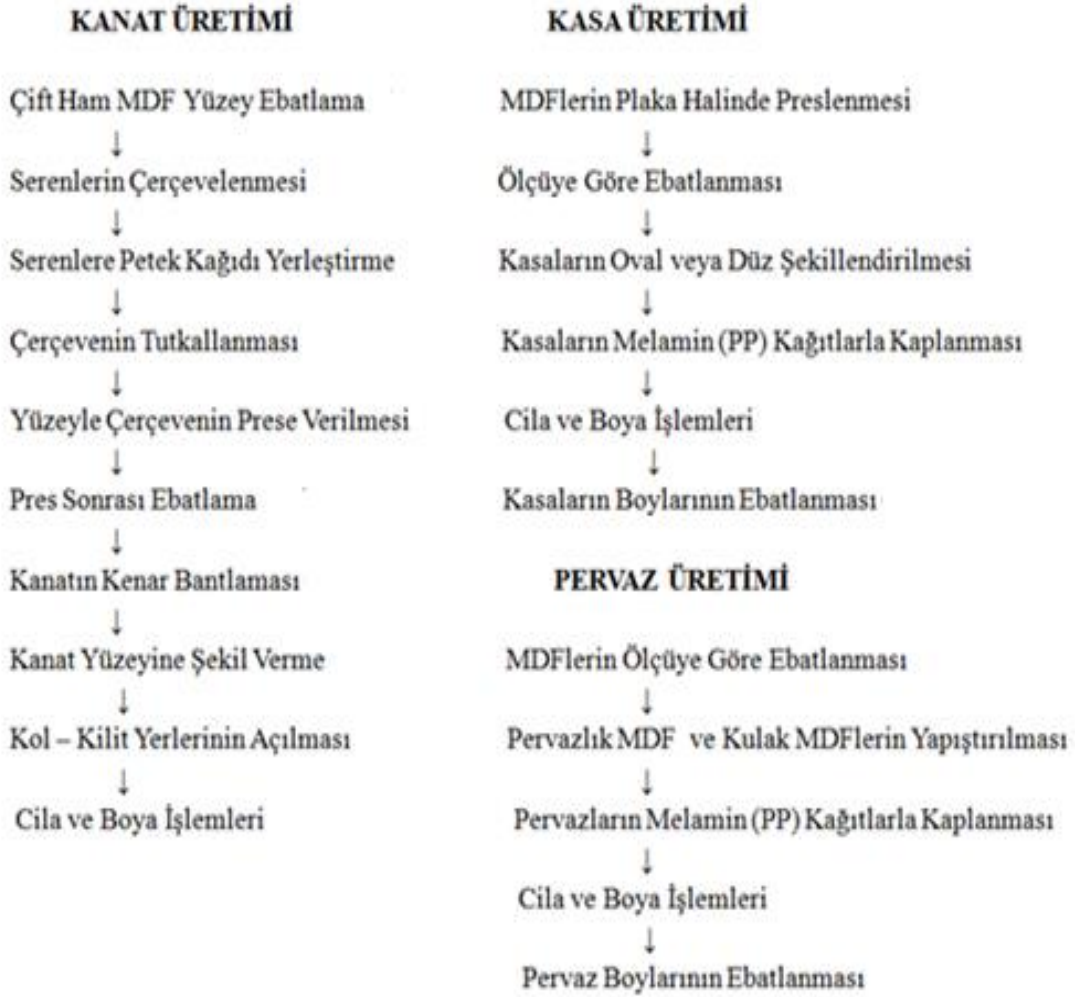 KANAT ÜRETİMİ
Çift Ham MDF Yüzey Ebatlama
↓
Serenlerin Çerçevelenmesi
↓
Serenlere Petek Kağıdı Yerleştirme
↓
Çerçevenin Tutkallanması
↓
Yüzeyle Çerçevenin Prese Verilmesi
↓
Pres Sonrası Ebatlama
↓
Kanatın Kenar Bantlaması
↓
Kanat Yüzeyine Şekil Verme
↓
Kol – Kilit Yerlerinin Açılması
↓
Cila ve Boya İşlemleri
KASA ÜRETİMİ
MDFlerin Plaka Halinde Preslenmesi
↓
Ölçüye Göre Ebatlanması
↓
Kasaların Oval veya Düz Şekillendirilmesi
↓
Kasaların Melamin (PP) Kağıtlarla Kaplanması
↓
Cila ve Boya İşlemleri
↓
Kasaların Boylarının Ebatlanması
PERVAZ ÜRETİMİ
MDFlerin Ölçüye Göre Ebatlanması
↓
Pervazlık MDF ve Kulak MDFlerin Yapıştırılması
↓
Pervazların Melamin (PP) Kağıtlarla Kaplanması
↓
Cila ve Boya İşlemleri
↓
Pervaz Boylarının Ebatlanması